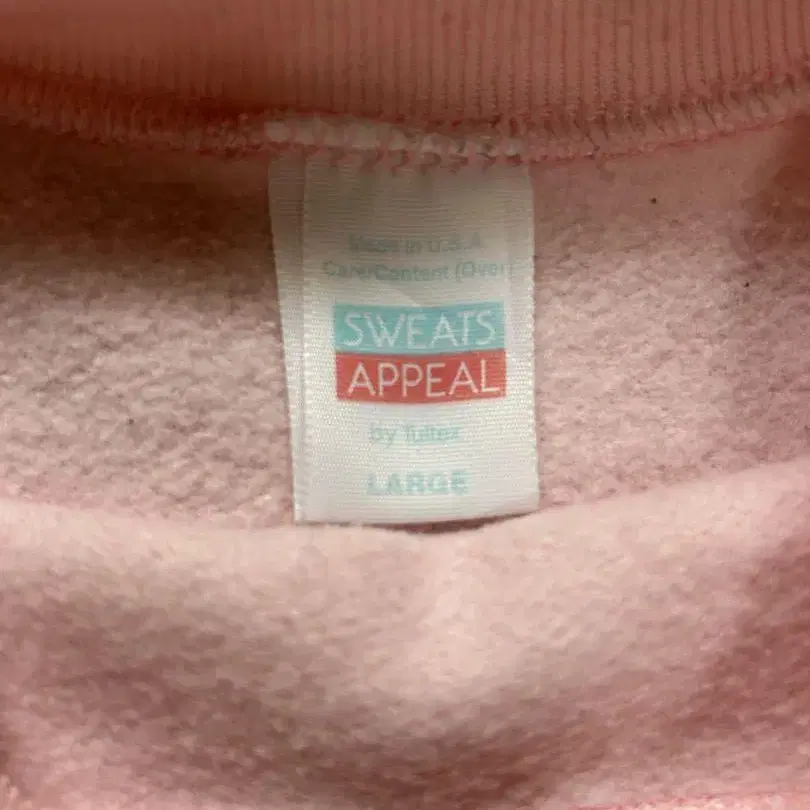 Made in U.S.A.
Care/Content (Over)
SWEATS
APPEAL
by Tultex
LARGE